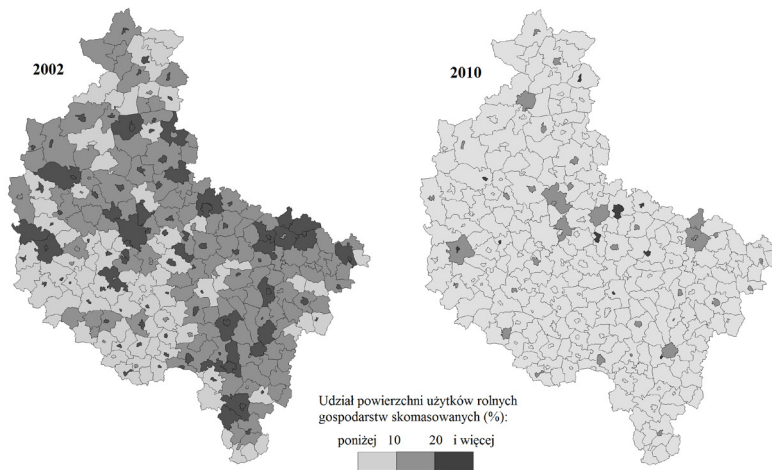 2002
2010
Udział powierzchni użytków rolnych
gospodarstw skomasowanych (%):
poniżej 10 20 i więcej